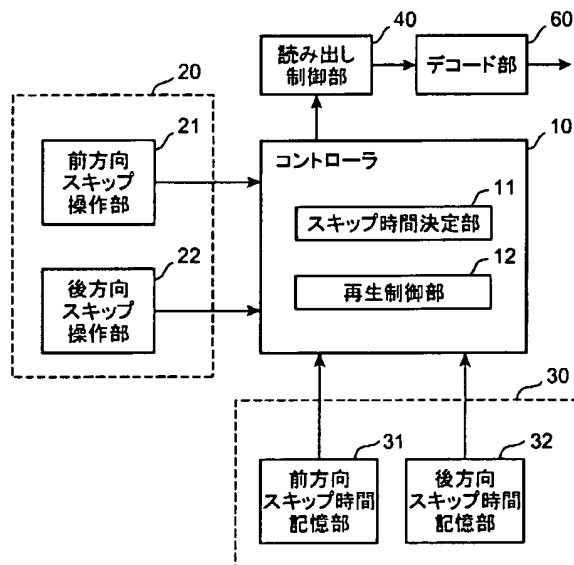 40
60
読み出し
制御部
デコード部
20
21
前方向
スキップ
操作部
22
後方向
スキップ
操作部
10
コントローラ
11
スキップ時間決定部
12
再生制御部
30
31
前方向
スキップ時間
記憶部
32
後方向
スキップ時間
記憶部